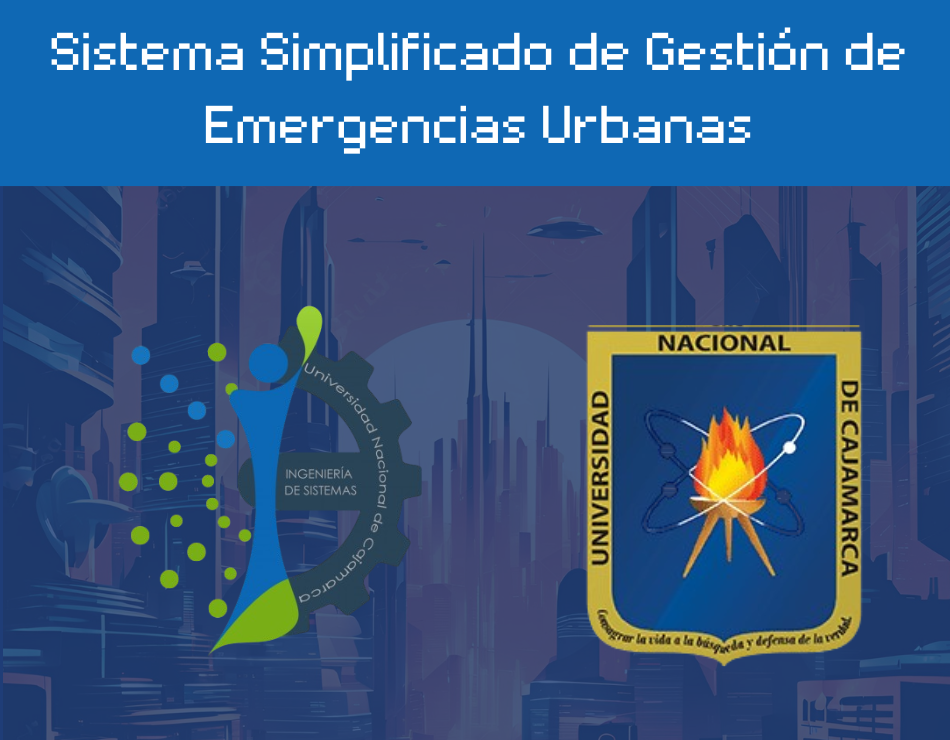 Sistema Simplificado de Gestión de
Emergencias Urbanas
INGENIERÍA
DE SISTEMAS
Universidad Nacional de Cajamarca
NACIONAL
UNIVERSIDAD
DE CAJAMARCA
Consagrar la vida a la búsqueda y defensa de la verdad